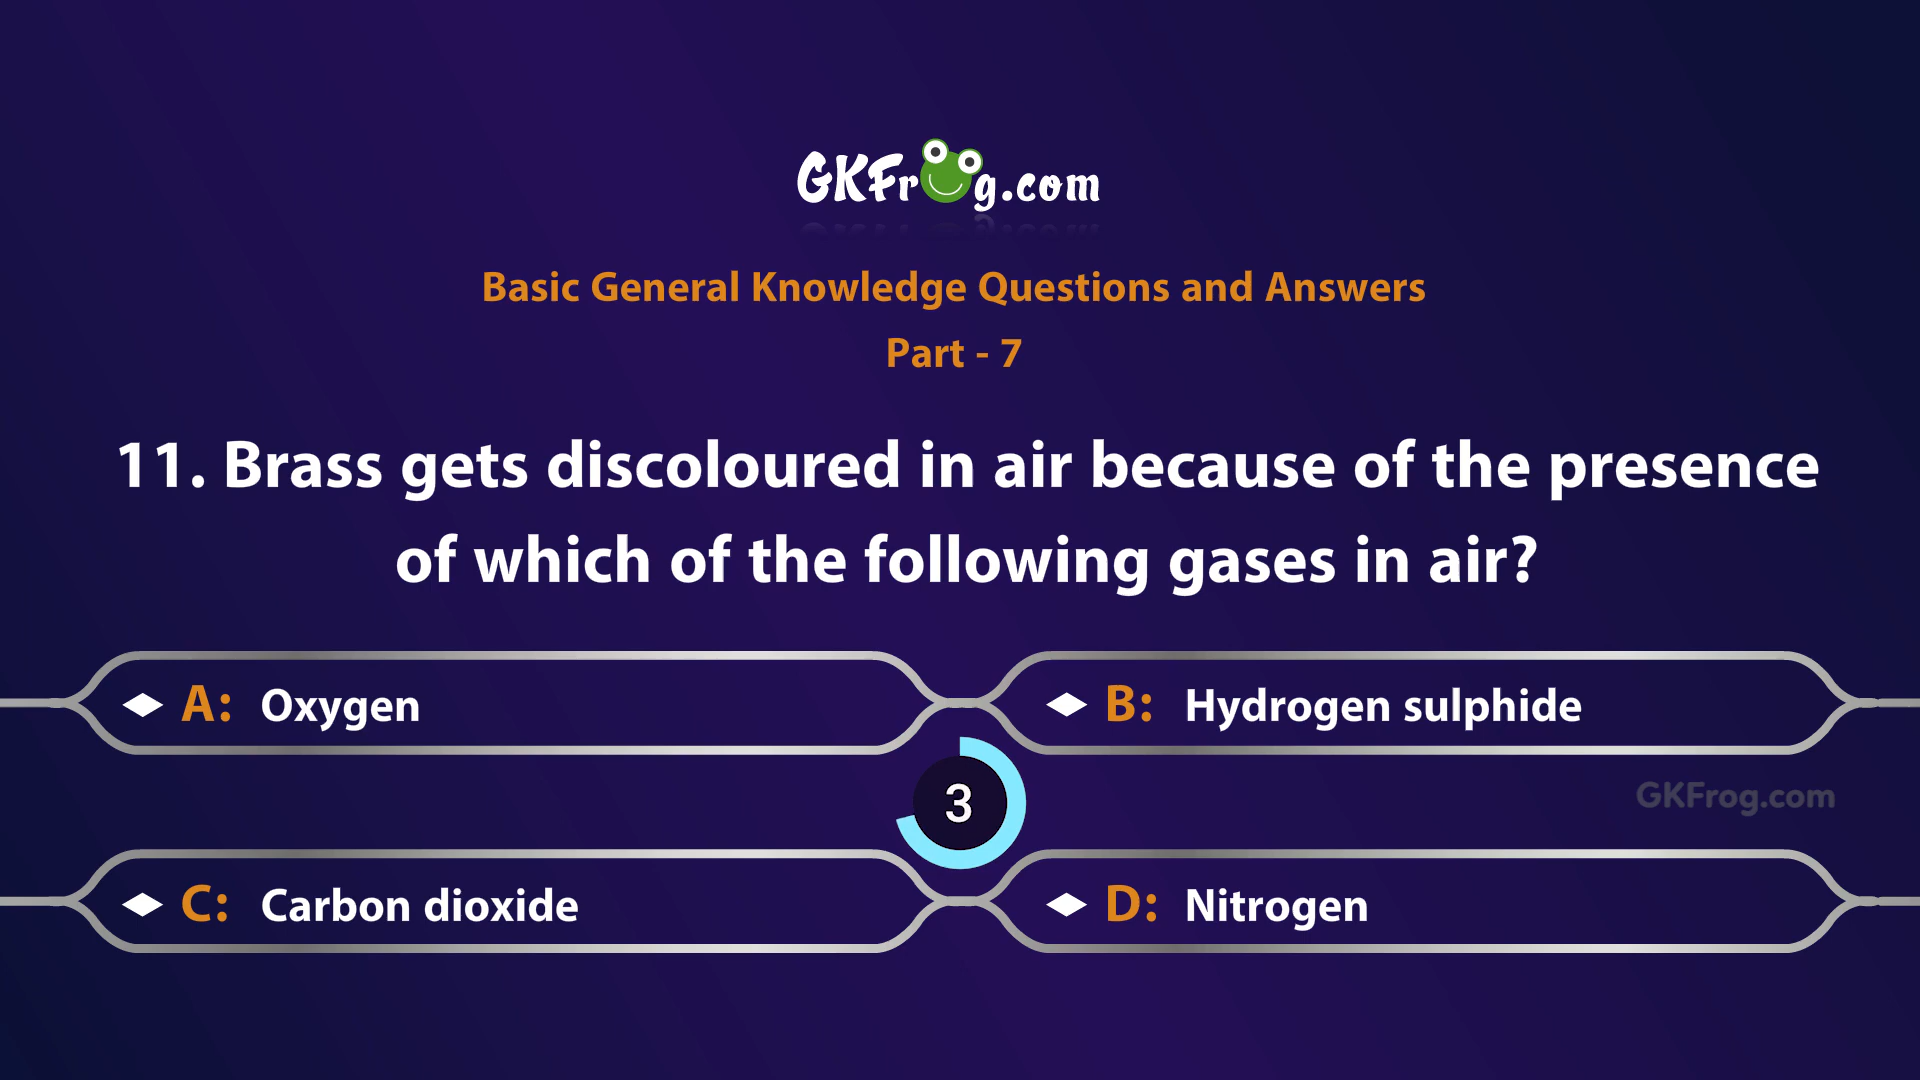 GKFrog.com
Basic General Knowledge Questions and Answers
Part - 7
11. Brass gets discoloured in air because of the presence
of which of the following gases in air?
A: Oxygen
B: Hydrogen sulphide
3
GKFrog.com
C: Carbon dioxide
D: Nitrogen